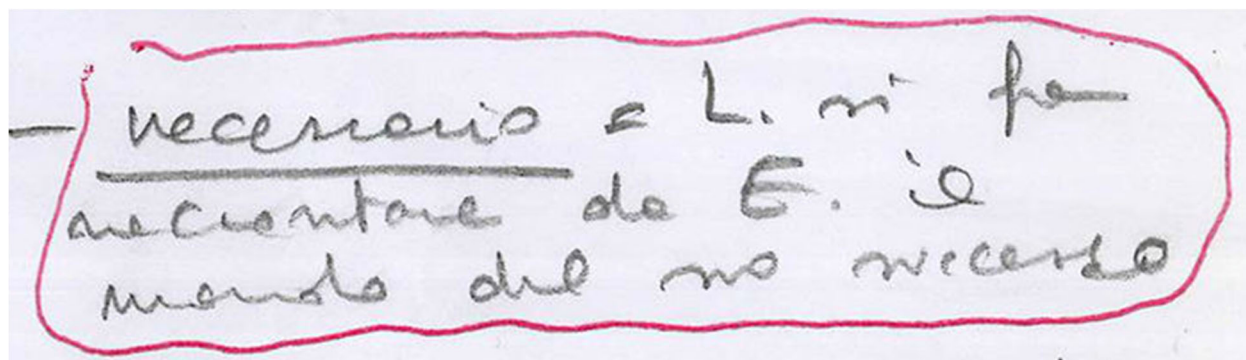 — necessario = L. si fa
raccontare da E. il
mondo del suo successo